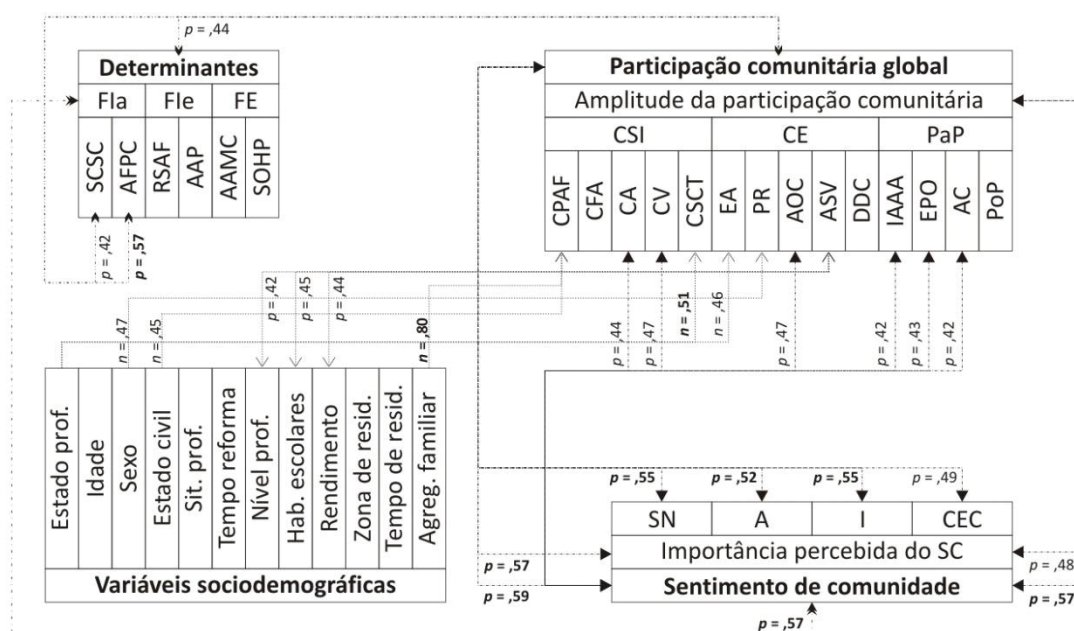 p = ,44
Determinantes
FIa FIe FE
SCSC AFPC RSAF AAP AAMC SOHP
p = ,42 p = ,57
Participação comunitária global
Amplitude da participação comunitária
CSI CE PaP
CPAF CFA CA CV CSCT EA PR AOC ASV DDC IAAA EPO AC PoP
n = ,47 n = ,45 p = ,42 p = ,45 p = ,44 n = ,80
p = ,44 p = ,47 n = ,51 n = ,46 p = ,47 p = ,42 p = ,43 p = ,42
Estado prof. Idade Sexo Estado civil Sit. prof. Tempo reforma Nível prof. Hab. escolares Rendimento Zona de resid. Tempo de resid. Agreg. familiar
Variáveis sociodemográficas
p = ,55 p = ,52 p = ,55 p = ,49
SN A I CEC
Importância percebida do SC
Sentimento de comunidade
p = ,57 p = ,48
p = ,59 p = ,57
p = ,57